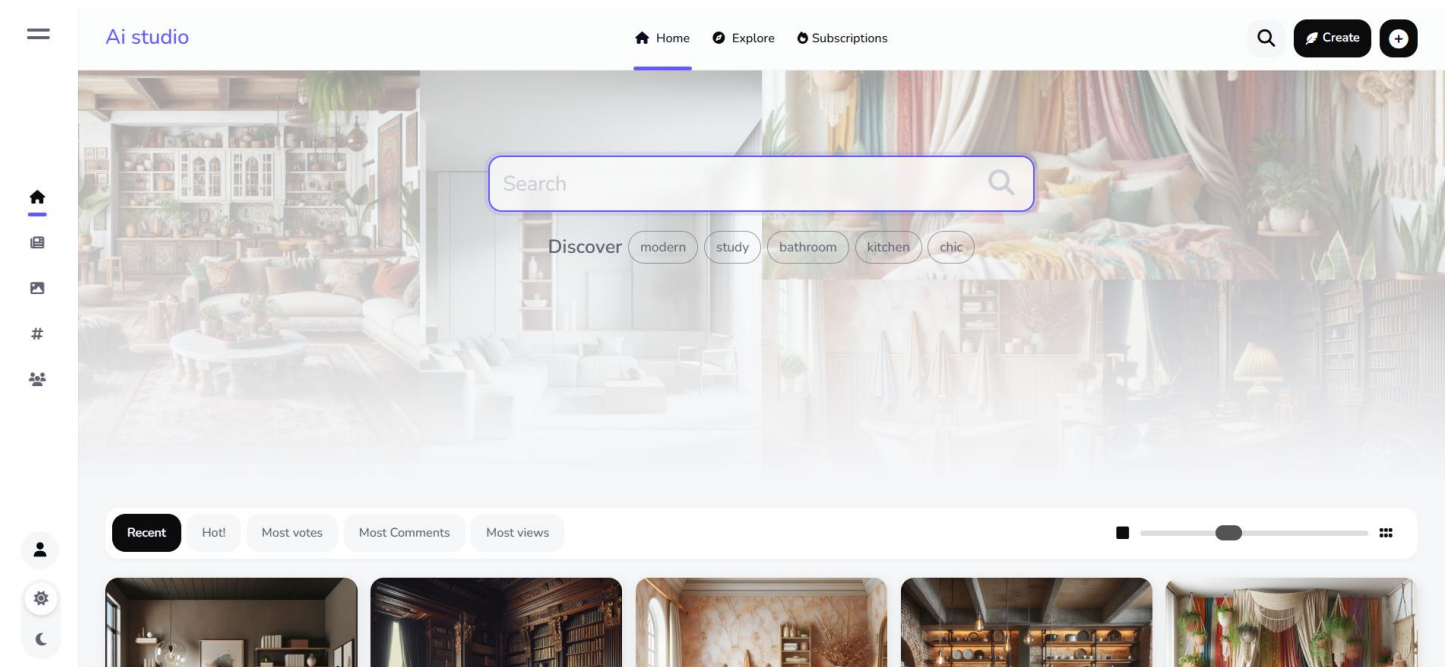 Ai studio
Home
Explore
Subscriptions
Create
Search
Discover
modern
study
bathroom
kitchen
chic
Recent
Hot!
Most votes
Most Comments
Most views